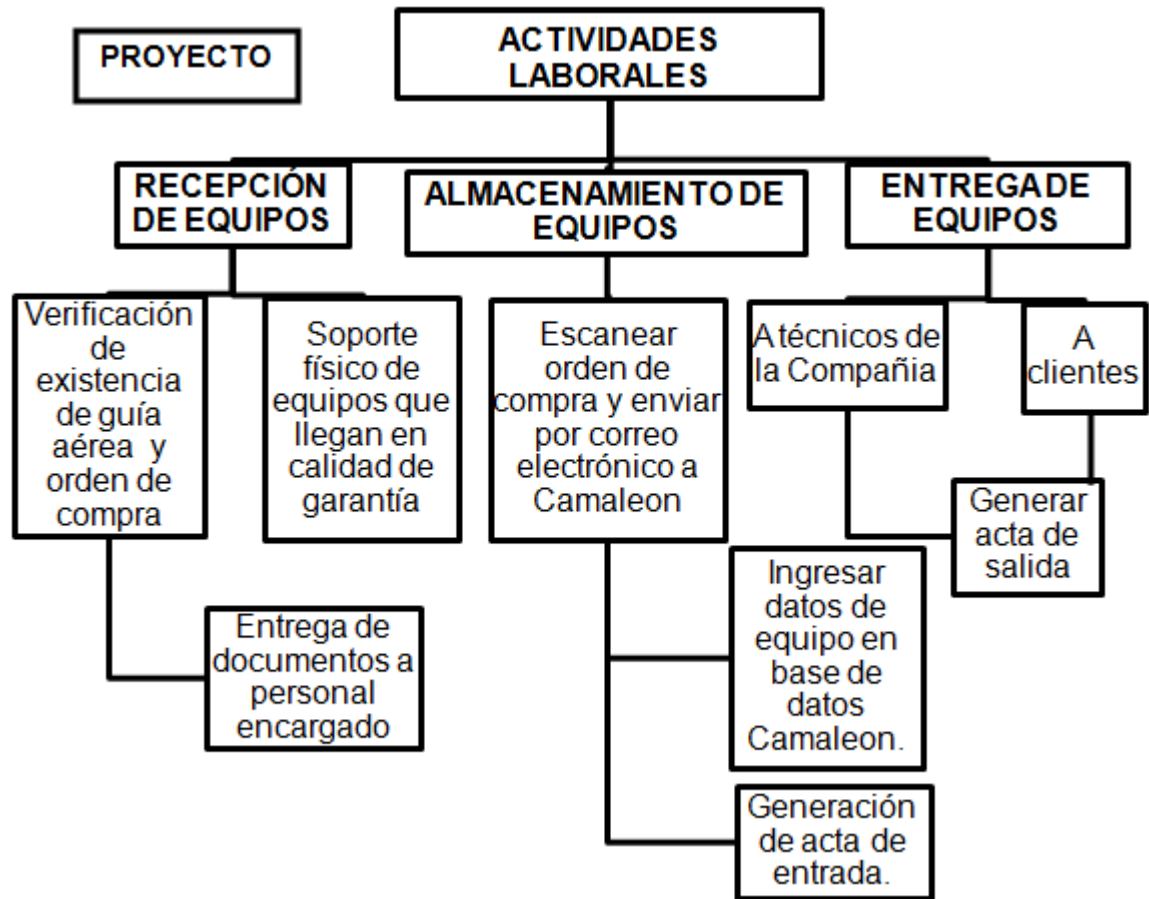 PROYECTO
ACTIVIDADES
LABORALES
RECEPCIÓN
DE EQUIPOS
ALMACENAMIENTO DE
EQUIPOS
ENTREGA DE
EQUIPOS
Verificación
de
existencia
de guía
aérea y
orden de
compra
Soporte
físico de
equipos que
llegan en
calidad de
garantía
Escanear
orden de
compra y enviar
por correo
electrónico a
Camaleon
A técnicos de
la Compañia
A
clientes
Generar
acta de
salida
Entrega de
documentos a
personal
encargado
Ingresar
datos de
equipo en
base de
datos
Camaleon.
Generación
de acta de
entrada.